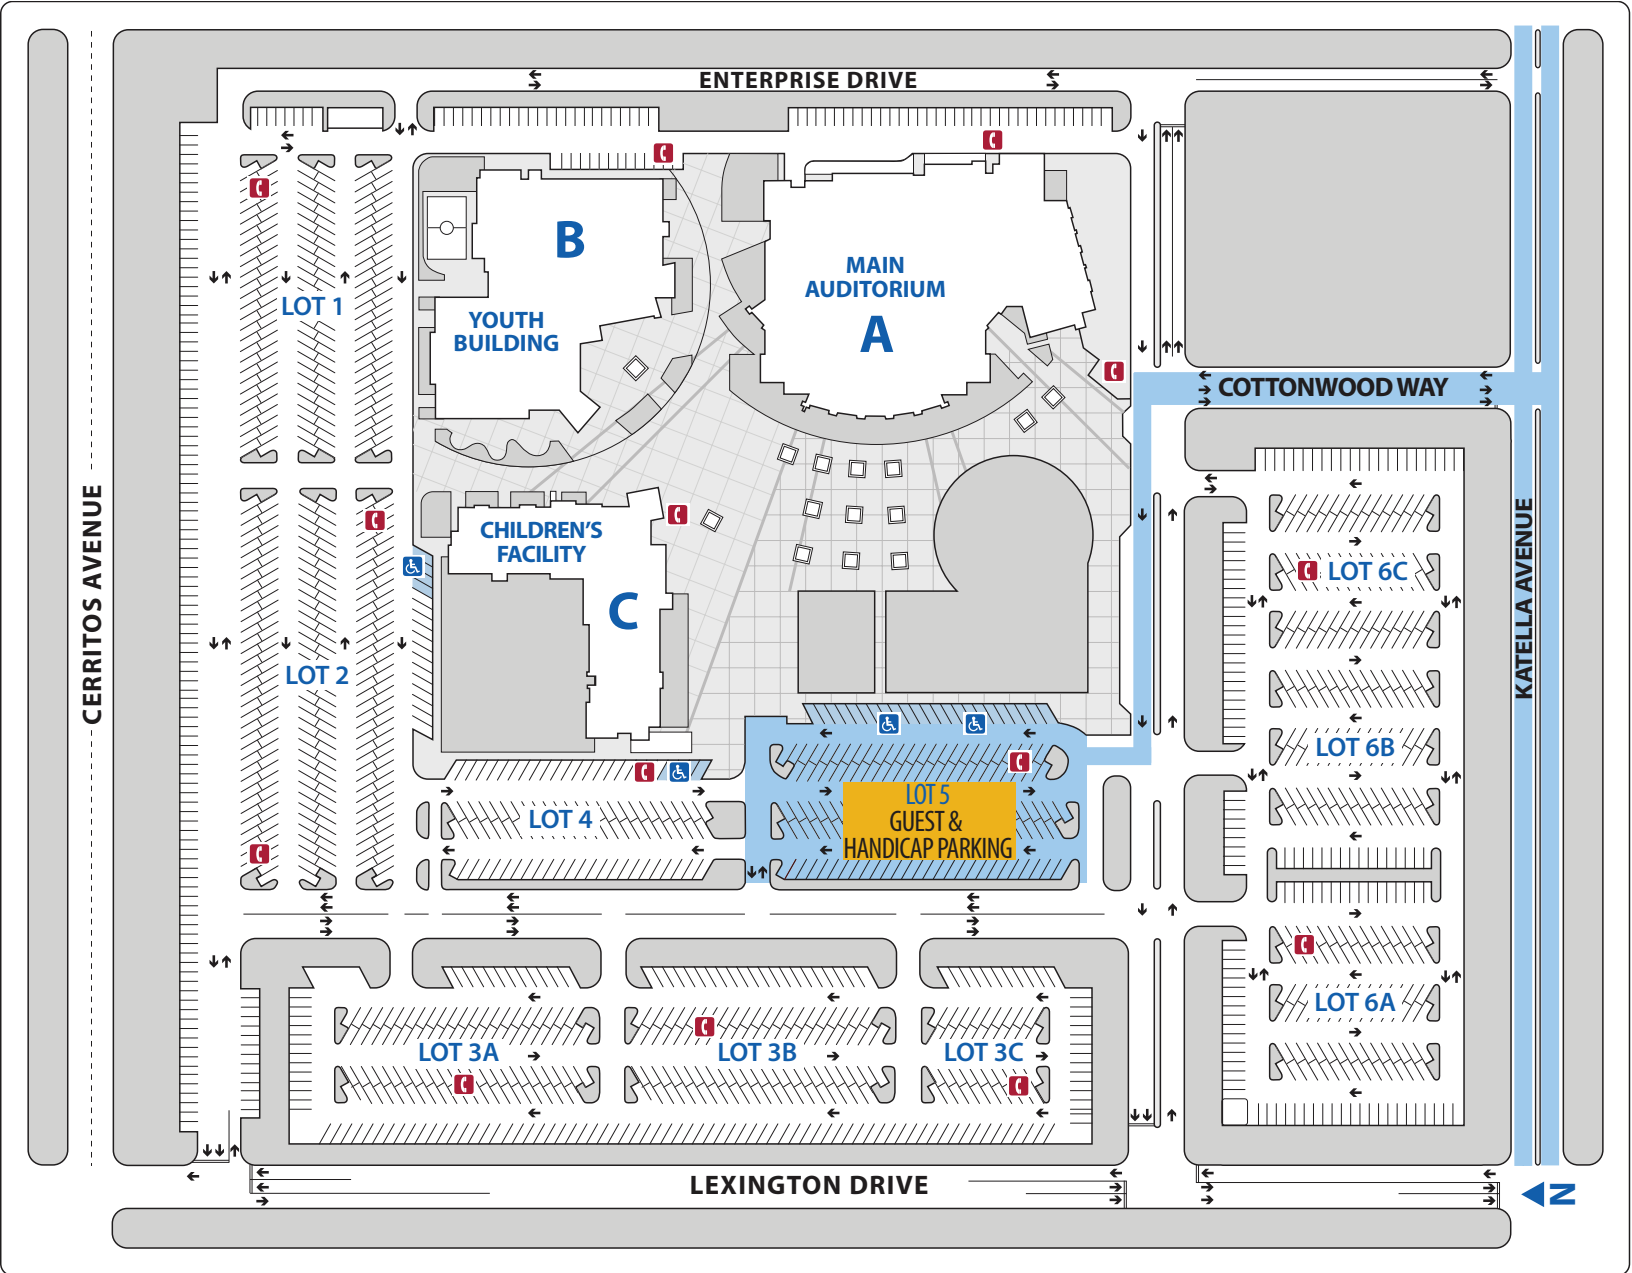 ENTERPRISE DRIVE
B
YOUTH
BUILDING
MAIN
AUDITORIUM
A
LOT 1
COTTONWOOD WAY
CERRITOS AVENUE
KATELLA AVENUE
CHILDREN'S
FACILITY
C
LOT 2
LOT 6C
LOT 6B
LOT 4
LOT 5
GUEST &
HANDICAP PARKING
LOT 6A
LOT 3A
LOT 3B
LOT 3C
LEXINGTON DRIVE
N